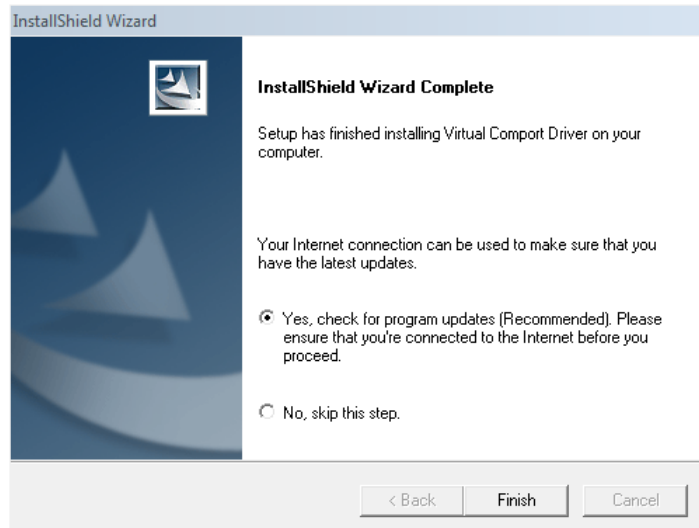 InstallShield Wizard
InstallShield Wizard Complete
Setup has finished installing Virtual Comport Driver on your
computer.
Your Internet connection can be used to make sure that you
have the latest updates.
Yes, check for program updates (Recommended). Please
ensure that you're connected to the Internet before you
proceed.
No, skip this step.
< Back
Finish
Cancel